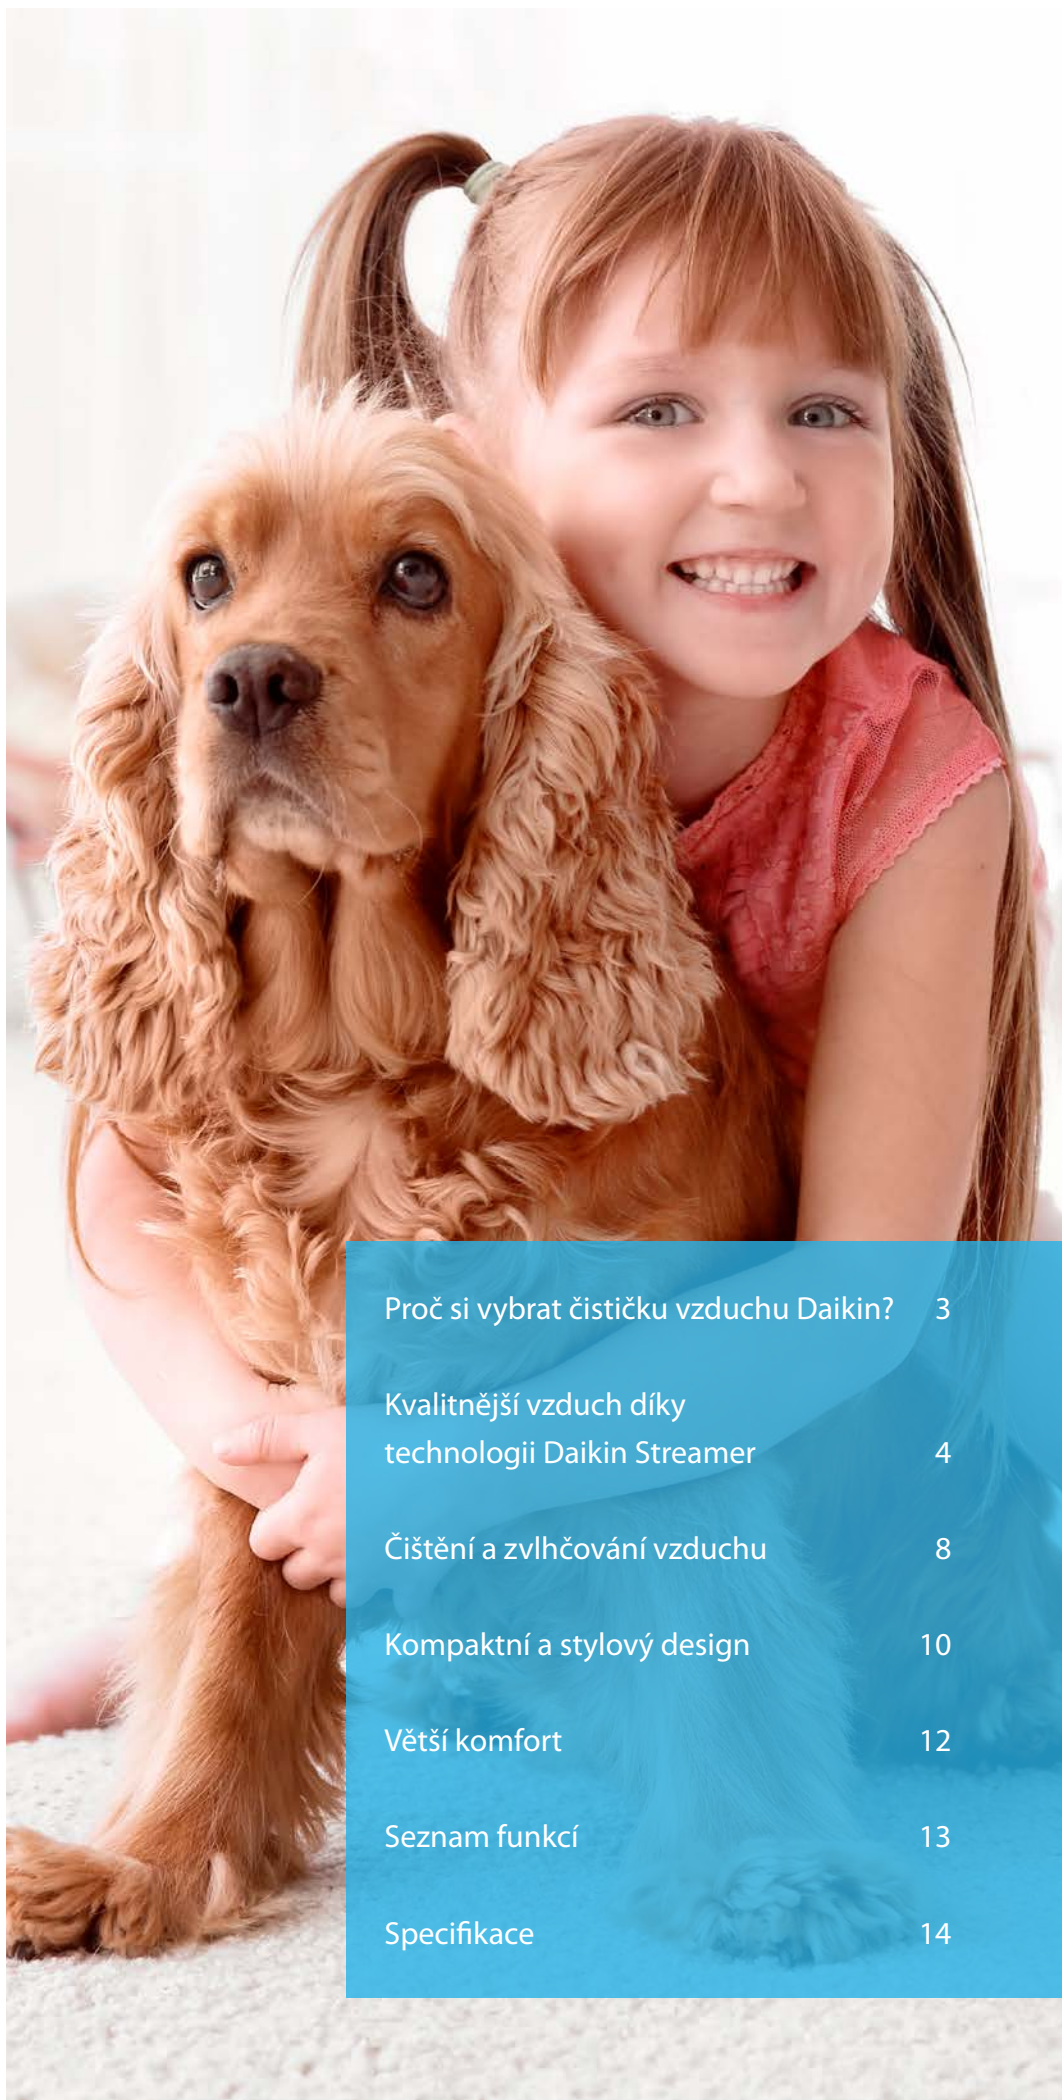 Proč si vybrat čističku vzduchu Daikin? 3
Kvalitnější vzduch díky
technologii Daikin Streamer 4
Čištění a zvlhčování vzduchu 8
Kompaktní a stylový design 10
Větší komfort 12
Seznam funkcí 13
Specifikace 14